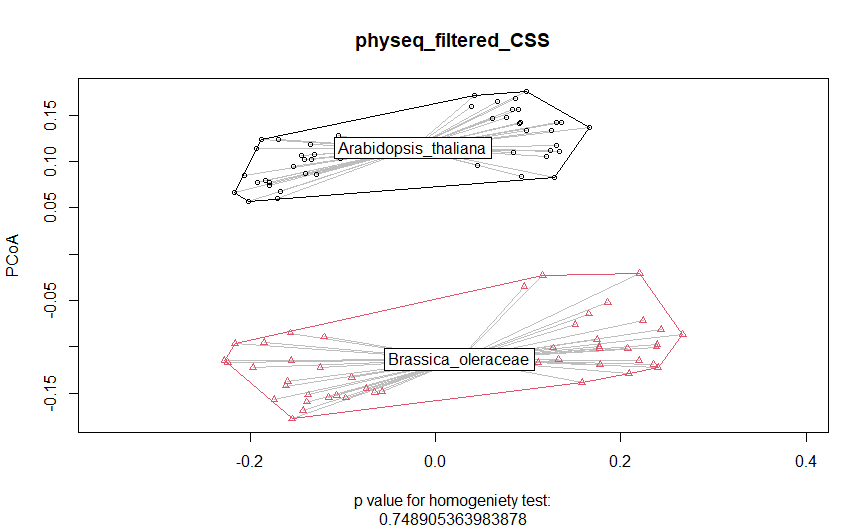 physeq_filtered_CSS
PCoA
0.15
0.10
0.05
-0.05
-0.15
Arabidopsis_thaliana
Brassica_oleraceae
-0.2
0.0
0.2
0.4
p value for homogeniety test:
0.748905363983878